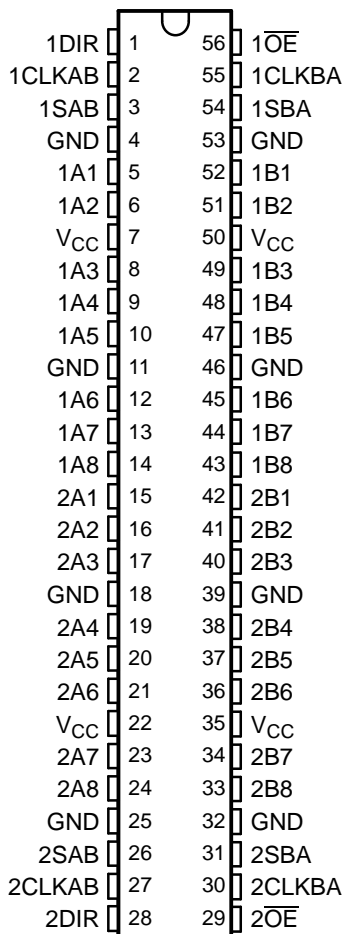 1DIR 1 56 1O̅E̅
1CLKAB 2 55 1CLKBA
1SAB 3 54 1SBA
GND 4 53 GND
1A1 5 52 1B1
1A2 6 51 1B2
VCC 7 50 VCC
1A3 8 49 1B3
1A4 9 48 1B4
1A5 10 47 1B5
GND 11 46 GND
1A6 12 45 1B6
1A7 13 44 1B7
1A8 14 43 1B8
2A1 15 42 2B1
2A2 16 41 2B2
2A3 17 40 2B3
GND 18 39 GND
2A4 19 38 2B4
2A5 20 37 2B5
2A6 21 36 2B6
VCC 22 35 VCC
2A7 23 34 2B7
2A8 24 33 2B8
GND 25 32 GND
2SAB 26 31 2SBA
2CLKAB 27 30 2CLKBA
2DIR 28 29 2O̅E̅